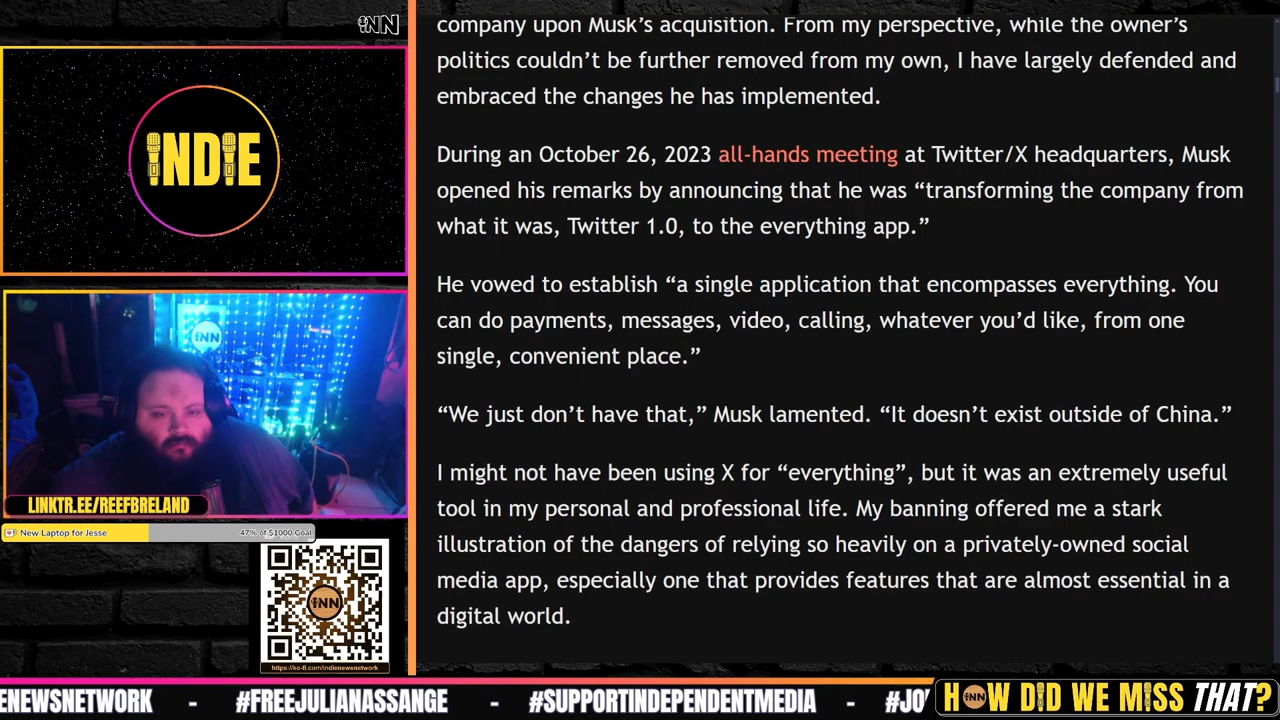 INN
INDIE
INN
LINKTR.EE/REEFBRELAND
New Laptop for Jesse
47% of $1000 Goal
INN
https://ko-fi.com/indienewsnetwork
company upon Musk’s acquisition. From my perspective, while the owner’s
politics couldn’t be further removed from my own, I have largely defended and
embraced the changes he has implemented.
During an October 26, 2023 all-hands meeting at Twitter/X headquarters, Musk
opened his remarks by announcing that he was “transforming the company from
what it was, Twitter 1.0, to the everything app.”
He vowed to establish “a single application that encompasses everything. You
can do payments, messages, video, calling, whatever you’d like, from one
single, convenient place.”
“We just don’t have that,” Musk lamented. “It doesn’t exist outside of China.”
I might not have been using X for “everything”, but it was an extremely useful
tool in my personal and professional life. My banning offered me a stark
illustration of the dangers of relying so heavily on a privately-owned social
media app, especially one that provides features that are almost essential in a
digital world.
ENEWSNETWORK - #FREEJULIANASSANGE - #SUPPORTINDEPENDENTMEDIA - #JO
INN HOW DID WE MISS THAT?